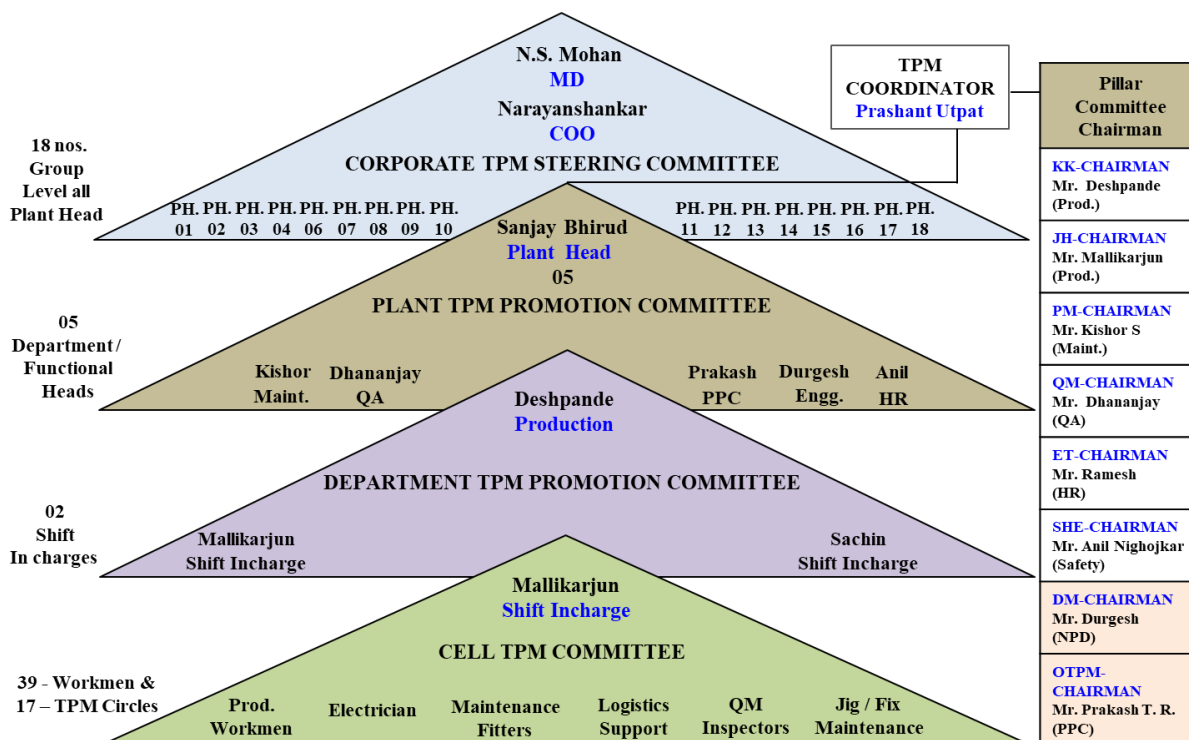 N.S. Mohan
MD
Narayanshankar
COO
CORPORATE TPM STEERING COMMITTEE
18 nos.
Group
Level all
Plant Head
PH. PH. PH. PH. PH. PH. PH. PH. PH.
01 02 03 04 06 07 08 09 10
PH. PH. PH. PH. PH. PH. PH. PH.
11 12 13 14 15 16 17 18
TPM
COORDINATOR
Prashant Utpat
Sanjay Bhirud
Plant Head
05
PLANT TPM PROMOTION COMMITTEE
05
Department /
Functional
Heads
Kishor
Maint.
Dhananjay
QA
Prakash
PPC
Durgesh
Engg.
Anil
HR
Deshpande
Production
DEPARTMENT TPM PROMOTION COMMITTEE
02
Shift
In charges
Mallikarjun
Shift Incharge
Sachin
Shift Incharge
Mallikarjun
Shift Incharge
CELL TPM COMMITTEE
39 - Workmen &
17 – TPM Circles
Prod.
Workmen
Electrician
Maintenance
Fitters
Logistics
Support
QM
Inspectors
Jig / Fix
Maintenance
Pillar
Committee
Chairman
KK-CHAIRMAN
Mr. Deshpande
(Prod.)
JH-CHAIRMAN
Mr. Mallikarjun
(Prod.)
PM-CHAIRMAN
Mr. Kishor S
(Maint.)
QM-CHAIRMAN
Mr. Dhananjay
(QA)
ET-CHAIRMAN
Mr. Ramesh
(HR)
SHE-CHAIRMAN
Mr. Anil Nighojkar
(Safety)
DM-CHAIRMAN
Mr. Durgesh
(NPD)
OTPM-
CHAIRMAN
Mr. Prakash T. R.
(PPC)